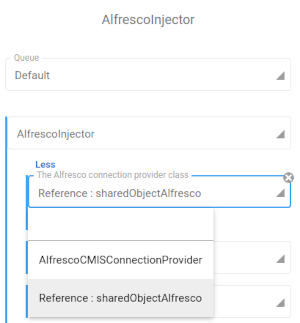 AlfrescoInjector
Queue
Default
AlfrescoInjector
Less
The Alfresco connection provider class
Reference : sharedObjectAlfresco
AlfrescoCMISConnectionProvider
Reference : sharedObjectAlfresco